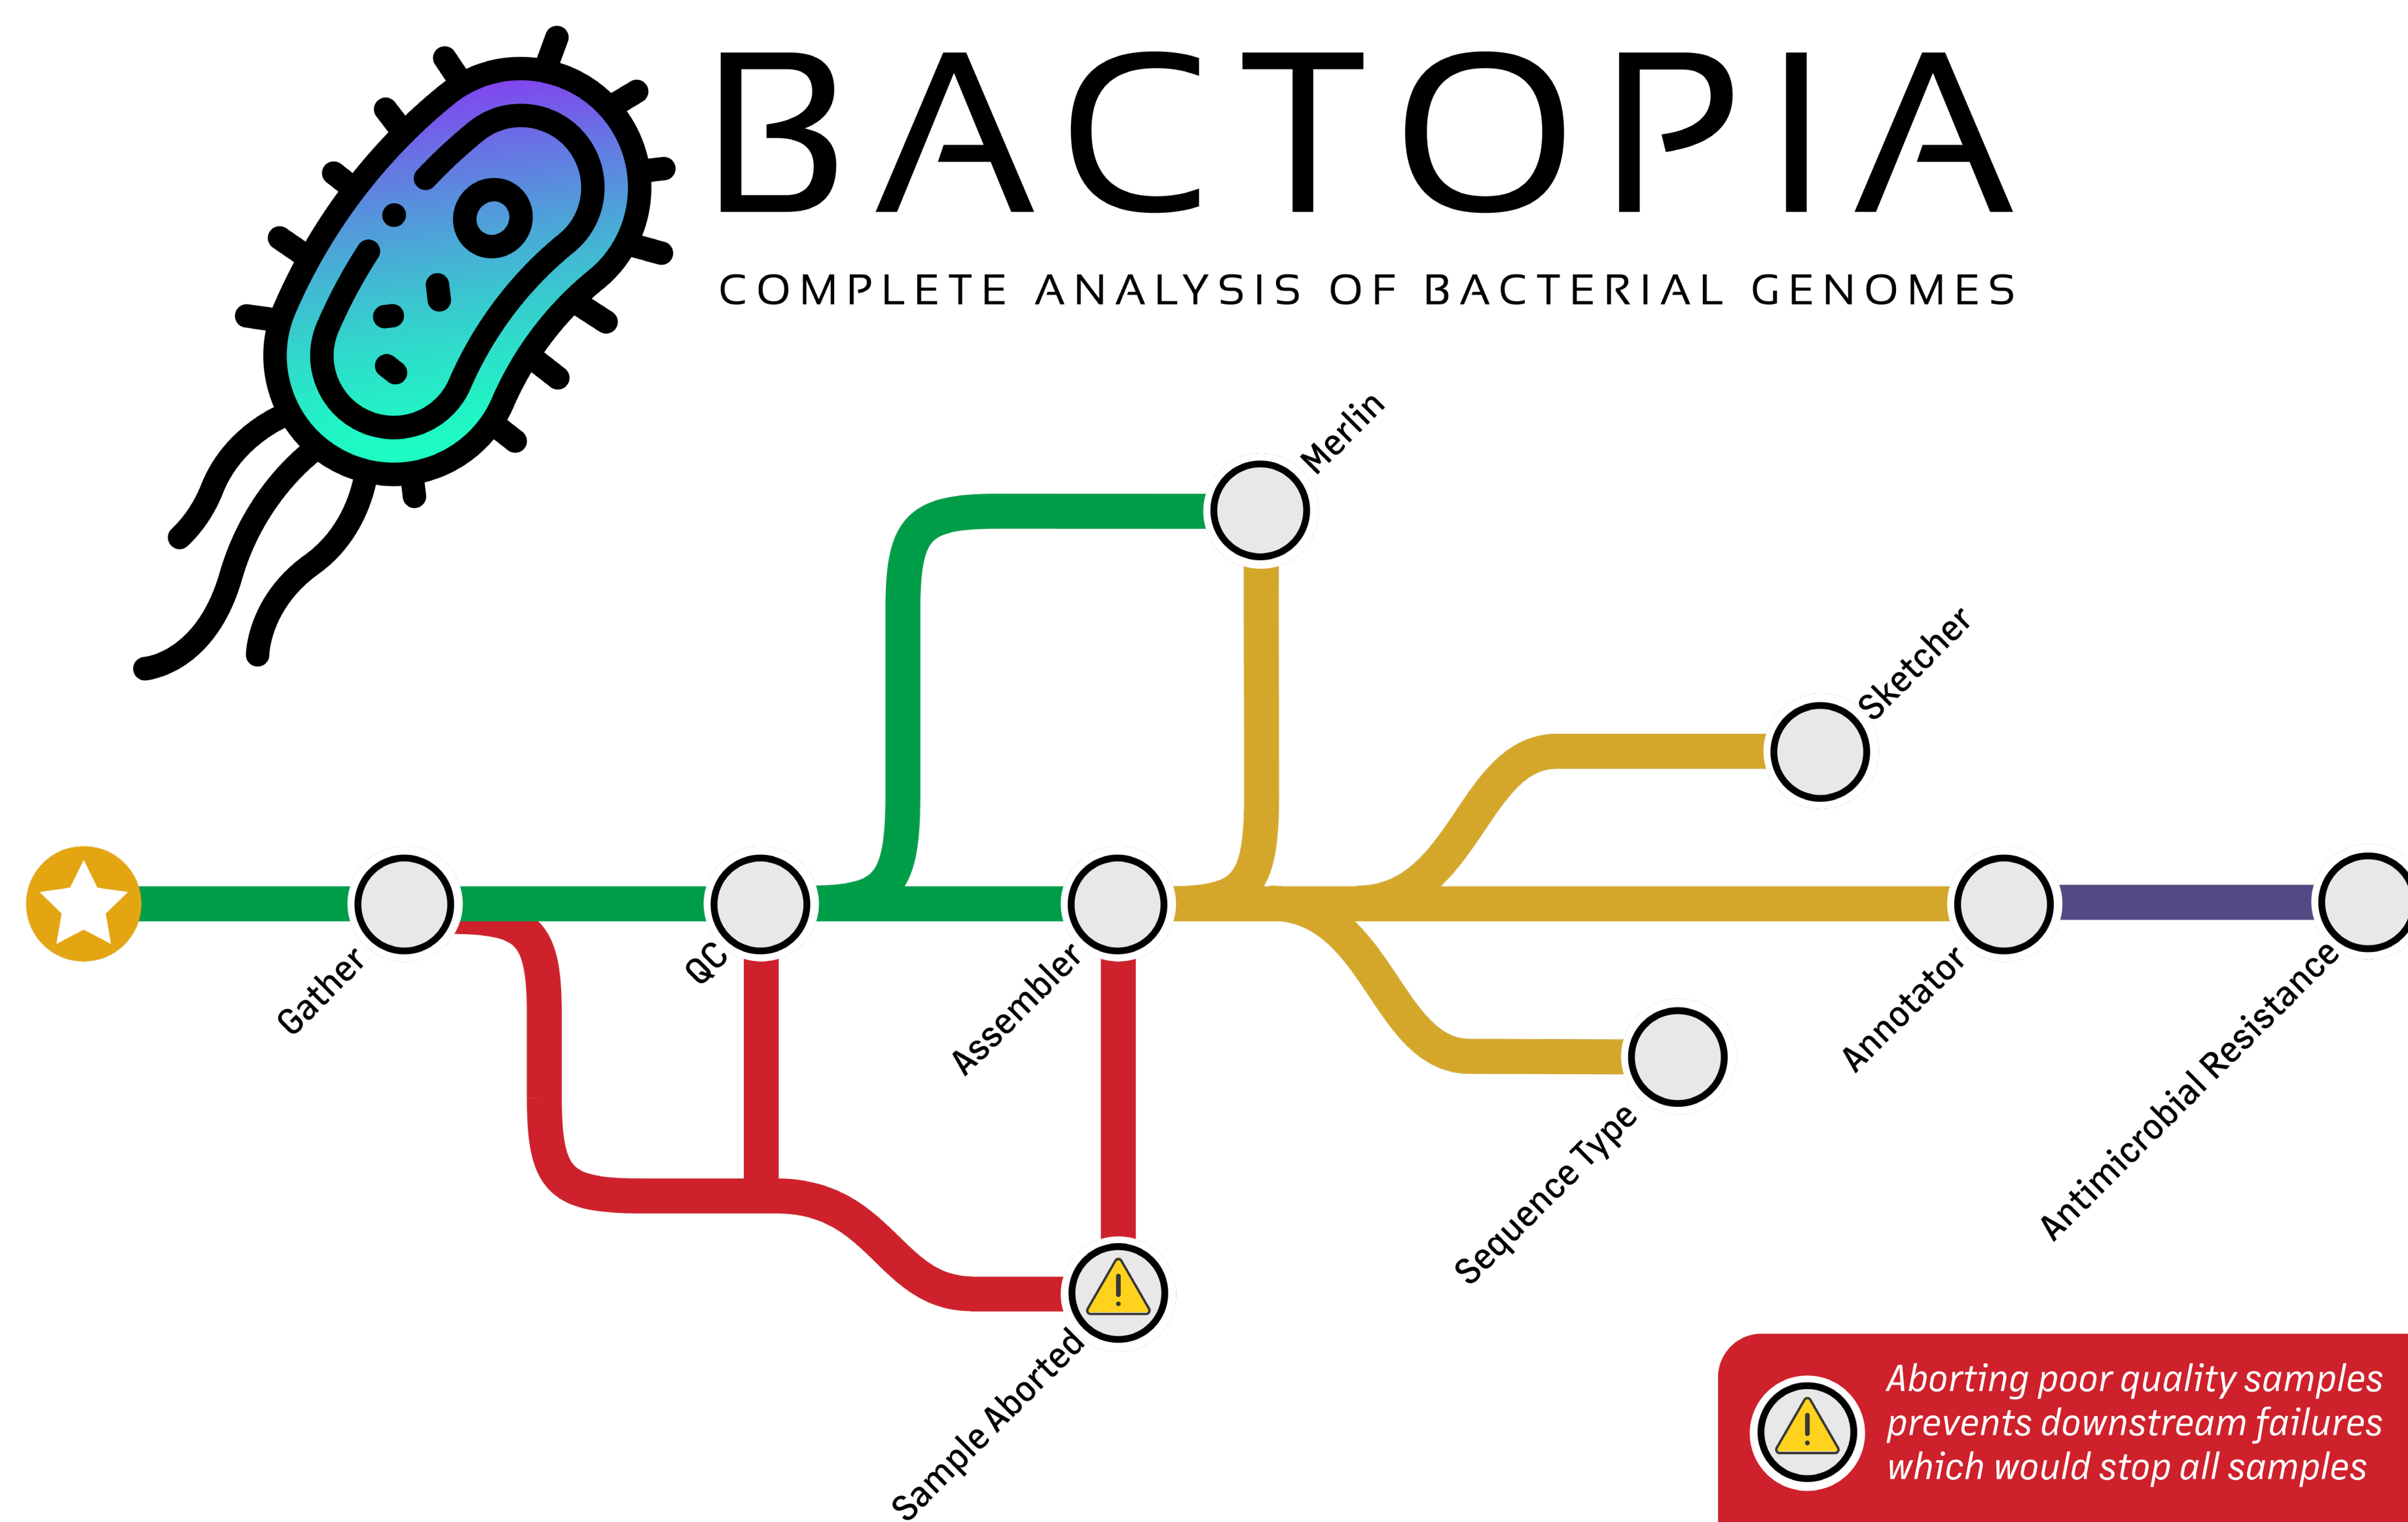 BACTOPIA
COMPLETE ANALYSIS OF BACTERIAL GENOMES
Merlin
Sketcher
Gather
QC
Assembler
Annotator
Antimicrobial Resistance
Sequence Type
Sample Aborted
Aborting poor quality samples
prevents downstream failures
which would stop all samples